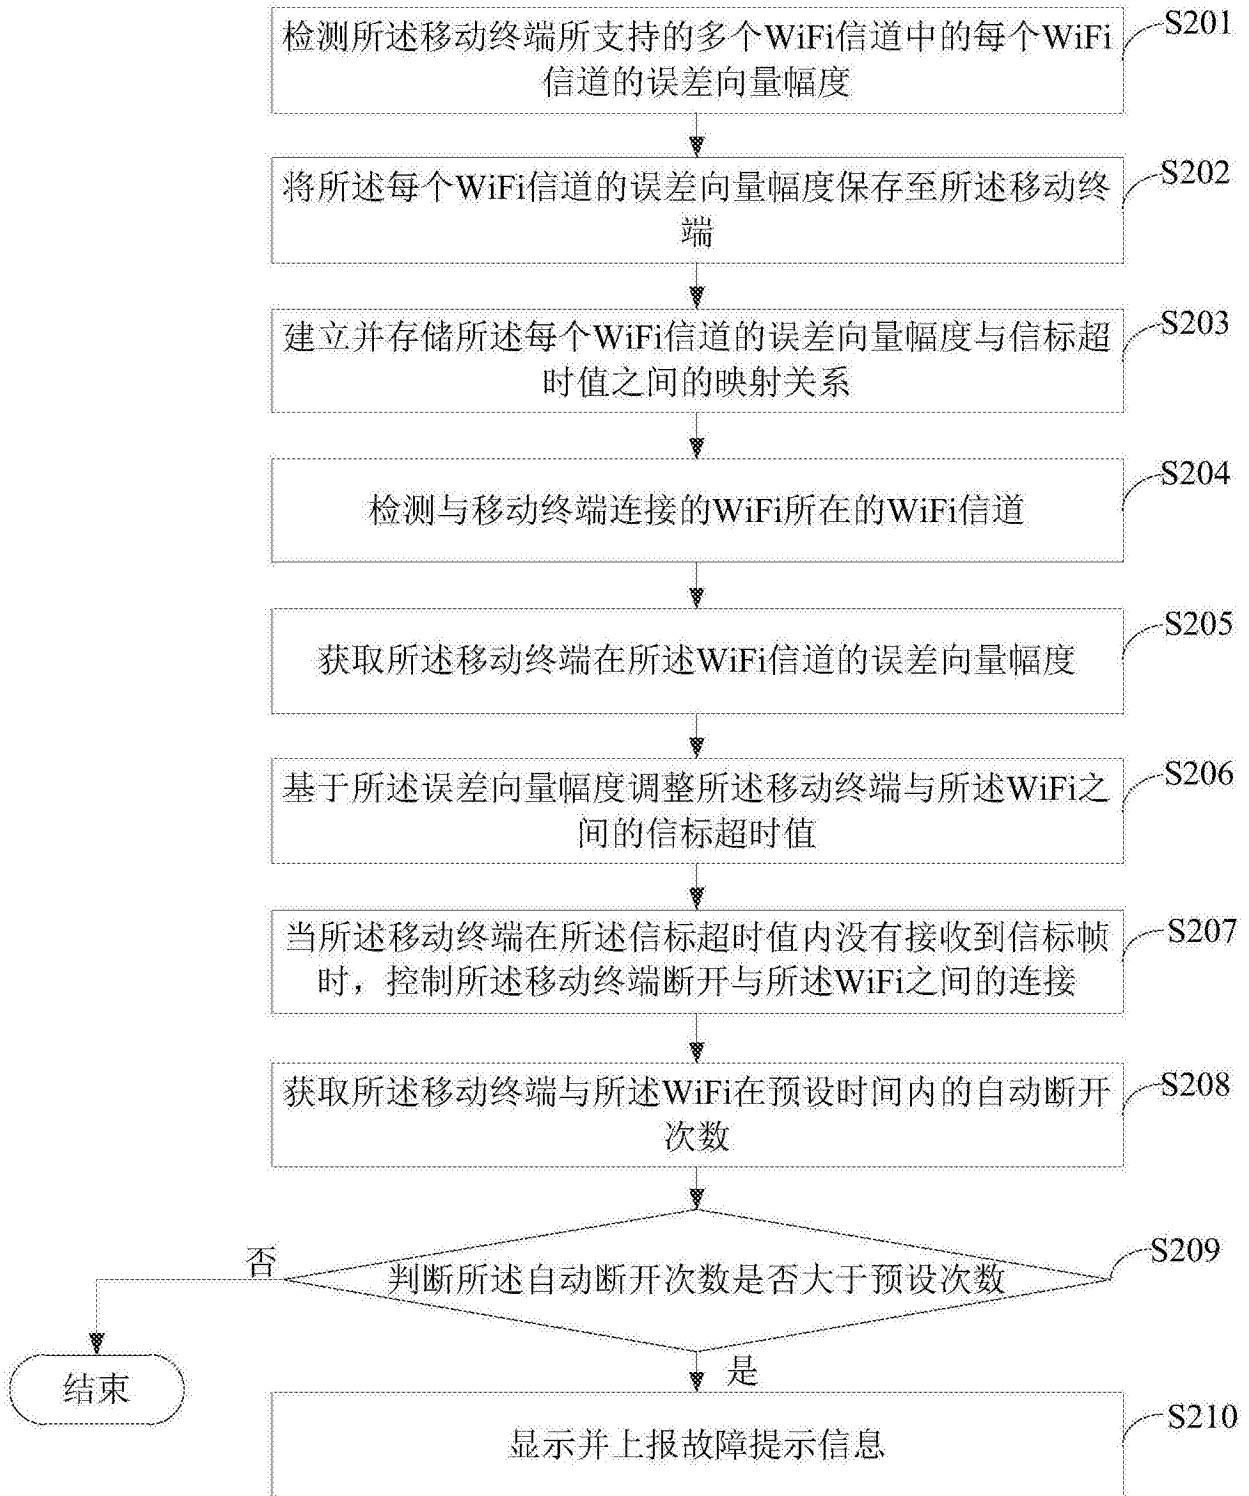 检测所述移动终端所支持的多个WiFi信道中的每个WiFi
信道的误差向量幅度
S201
将所述每个WiFi信道的误差向量幅度保存至所述移动终
端
S202
建立并存储所述每个WiFi信道的误差向量幅度与信标超
时值之间的映射关系
S203
检测与移动终端连接的WiFi所在的WiFi信道
S204
获取所述移动终端在所述WiFi信道的误差向量幅度
S205
基于所述误差向量幅度调整所述移动终端与所述WiFi之
间的信标超时值
S206
当所述移动终端在所述信标超时值内没有接收到信标帧
时，控制所述移动终端断开与所述WiFi之间的连接
S207
获取所述移动终端与所述WiFi在预设时间内的自动断开
次数
S208
判断所述自动断开次数是否大于预设次数
S209
否
结束
是
显示并上报故障提示信息
S210